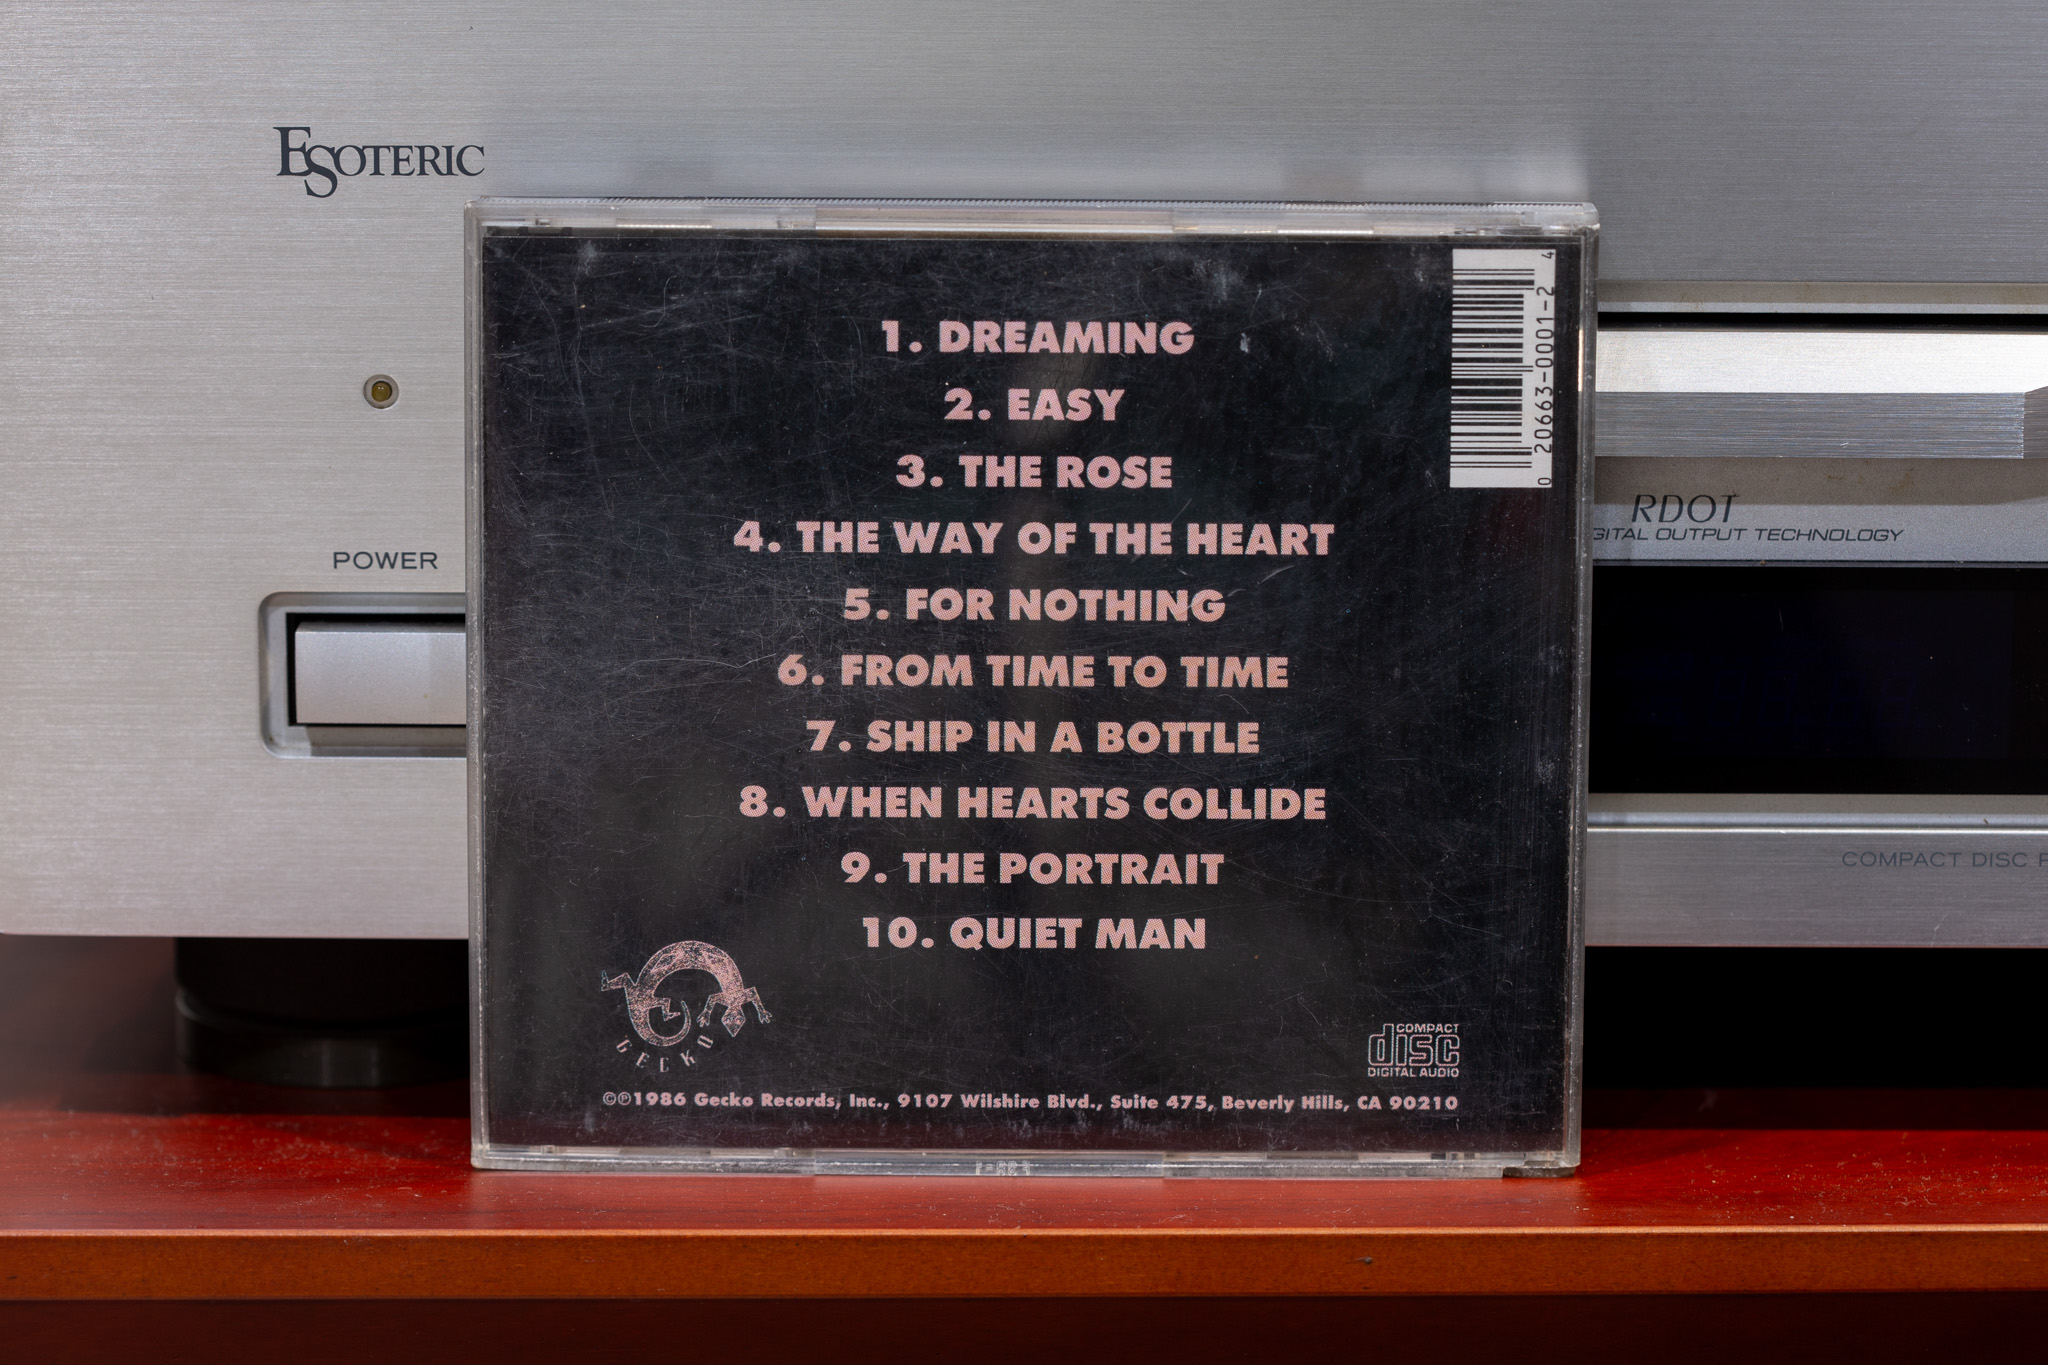 ESOTERIC
POWER
1. DREAMING
2. EASY
3. THE ROSE
4. THE WAY OF THE HEART
5. FOR NOTHING
6. FROM TIME TO TIME
7. SHIP IN A BOTTLE
8. WHEN HEARTS COLLIDE
9. THE PORTRAIT
10. QUIET MAN
GECKO
COMPACT
disc
DIGITAL AUDIO
©℗1986 Gecko Records, Inc., 9107 Wilshire Blvd., Suite 475, Beverly Hills, CA 90210
0 20663-0001-2 4
RDOT
GITAL OUTPUT TECHNOLOGY
COMPACT DISC P